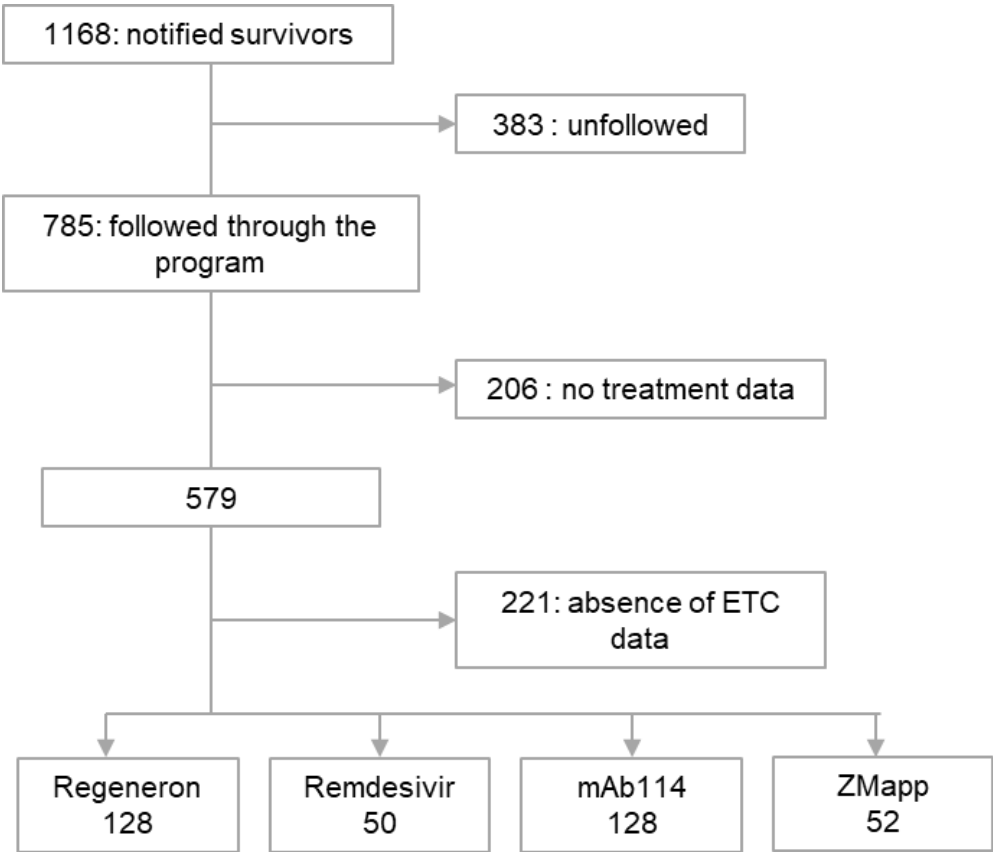 1168: notified survivors
383 : unfollowed
785: followed through the
program
206 : no treatment data
579
221: absence of ETC
data
Regeneron
128
Remdesivir
50
mAb114
128
ZMapp
52